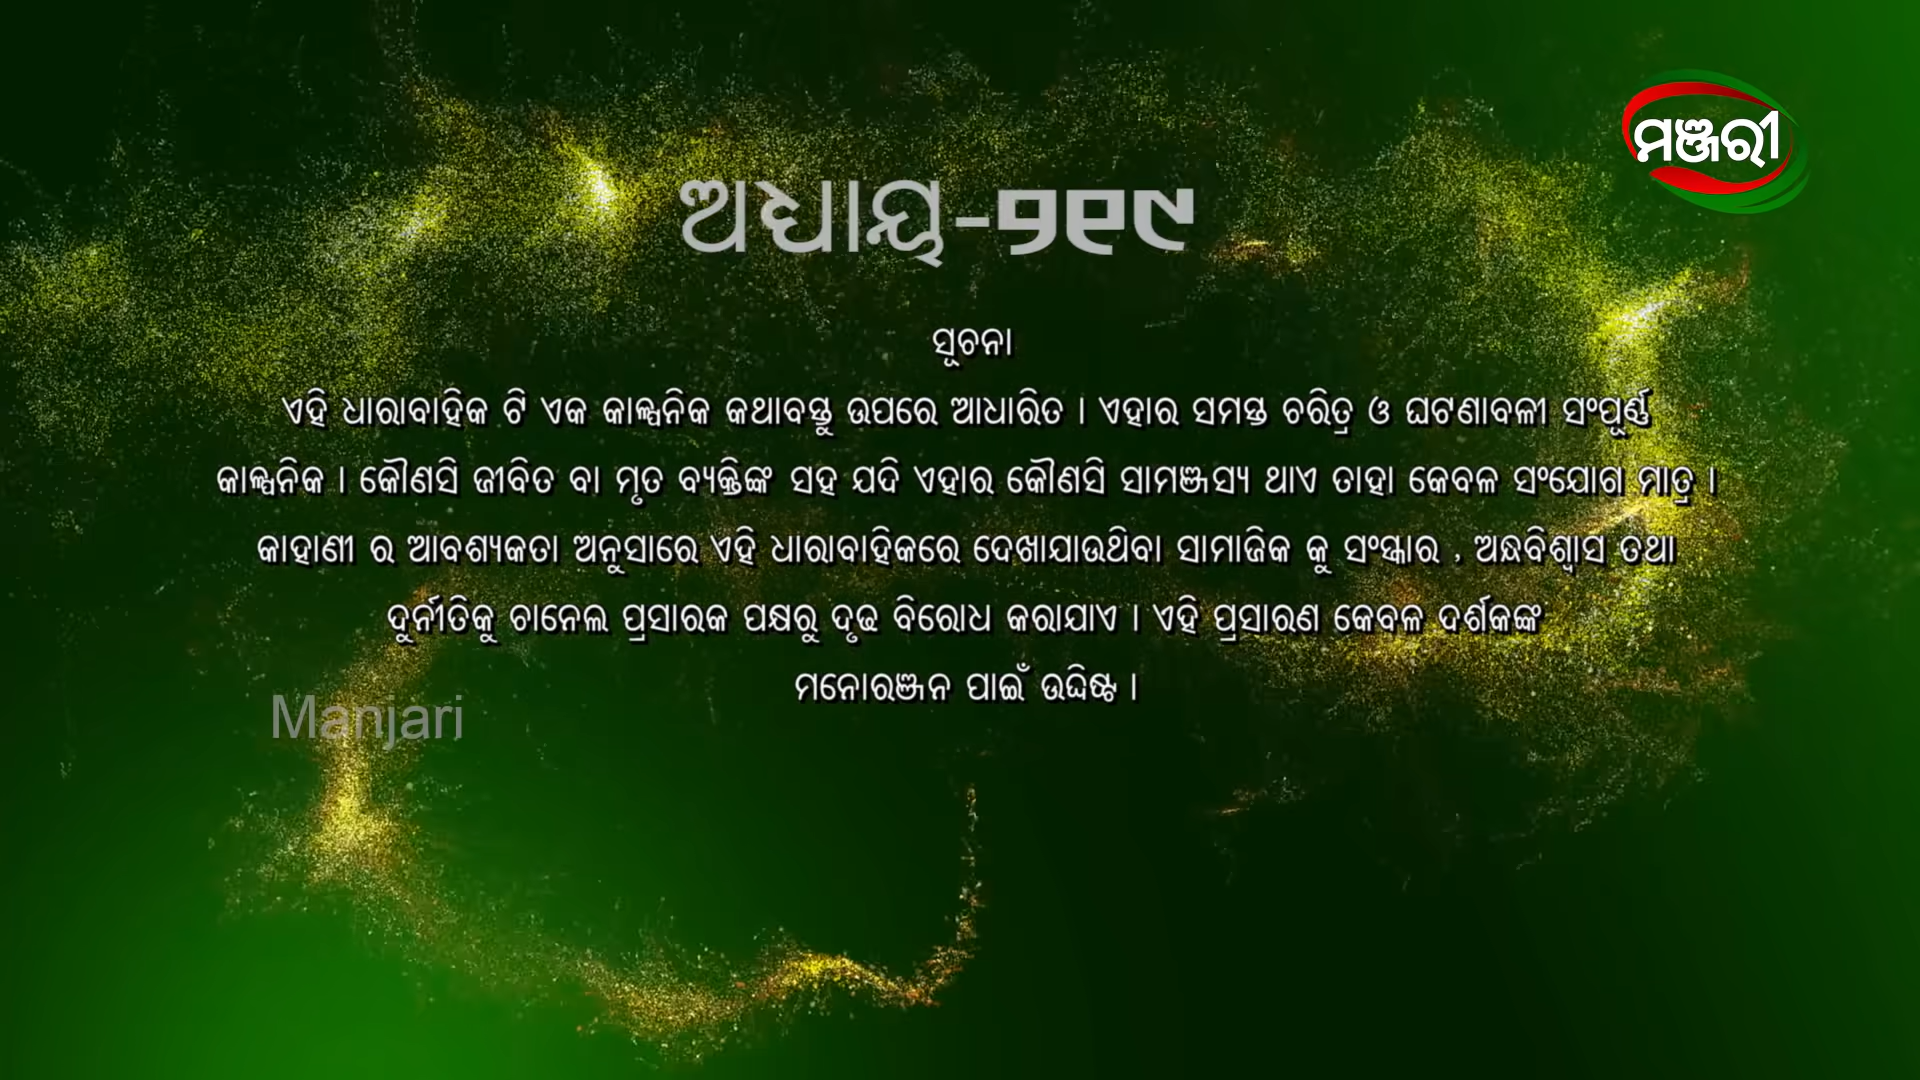 ମଞ୍ଜରୀ
ଅଧ୍ୟାୟ-୨୧୯
ସୂଚନା
ଏହି ଧାରାବାହିକ ଟି ଏକ କାଳ୍ପନିକ କଥାବସ୍ତୁ ଉପରେ ଆଧାରିତ । ଏହାର ସମସ୍ତ ଚରିତ୍ର ଓ ଘଟଣାବଳୀ ସଂପୂର୍ଣ୍ଣ
କାଳ୍ପନିକ । କୌଣସି ଜୀବିତ ବା ମୃତ ବ୍ୟକ୍ତିଙ୍କ ସହ ଯଦି ଏହାର କୌଣସି ସାମଞ୍ଜସ୍ୟ ଥାଏ ତାହା କେବଳ ସଂଯୋଗ ମାତ୍ର ।
କାହାଣୀ ର ଆବଶ୍ୟକତା ଅନୁସାରେ ଏହି ଧାରାବାହିକରେ ଦେଖାଯାଉଥିବା ସାମାଜିକ କୁ ସଂସ୍କାର , ଅନ୍ଧବିଶ୍ୱାସ ତଥା
ଦୁର୍ନୀତିକୁ ଚାନେଲ ପ୍ରସାରକ ପକ୍ଷରୁ ଦୃଢ ବିରୋଧ କରାଯାଏ । ଏହି ପ୍ରସାରଣ କେବଳ ଦର୍ଶକଙ୍କ
ମନୋରଞ୍ଜନ ପାଇଁ ଉଦ୍ଦିଷ୍ଟ ।
Manjari